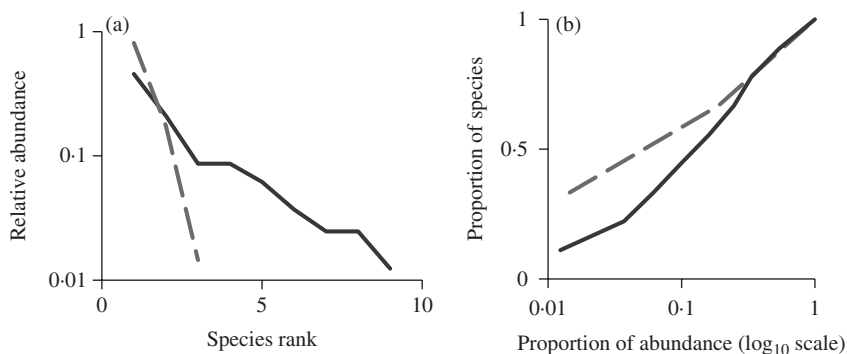 (a)
1
0·1
0·01
Relative abundance
0
5
10
Species rank
(b)
1
0·5
0
Proportion of species
0·01
0·1
1
Proportion of abundance (log10 scale)